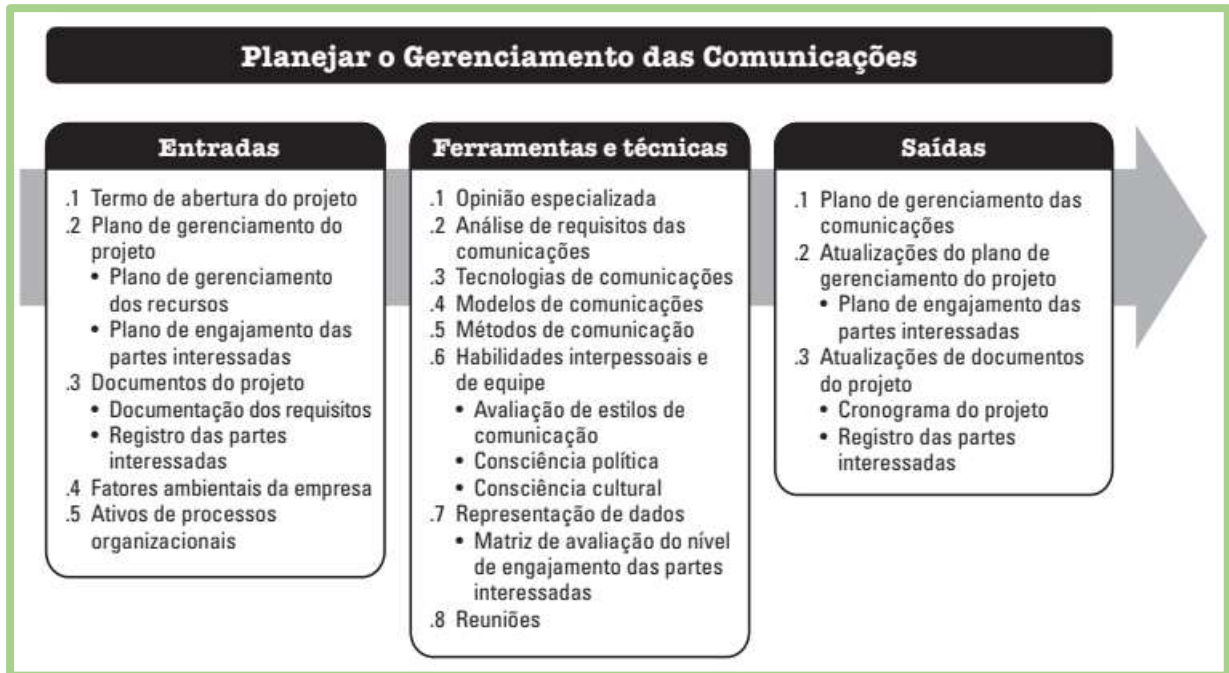 Planejar o Gerenciamento das Comunicações
Entradas
.1 Termo de abertura do projeto
.2 Plano de gerenciamento do
projeto
• Plano de gerenciamento
dos recursos
• Plano de engajamento das
partes interessadas
.3 Documentos do projeto
• Documentação dos requisitos
• Registro das partes
interessadas
.4 Fatores ambientais da empresa
.5 Ativos de processos
organizacionais
Ferramentas e técnicas
.1 Opinião especializada
.2 Análise de requisitos das
comunicações
.3 Tecnologias de comunicações
.4 Modelos de comunicações
.5 Métodos de comunicação
.6 Habilidades interpessoais e
de equipe
• Avaliação de estilos de
comunicação
• Consciência política
• Consciência cultural
.7 Representação de dados
• Matriz de avaliação do nível
de engajamento das partes
interessadas
.8 Reuniões
Saídas
.1 Plano de gerenciamento das
comunicações
.2 Atualizações do plano de
gerenciamento do projeto
• Plano de engajamento das
partes interessadas
.3 Atualizações de documentos
do projeto
• Cronograma do projeto
• Registro das partes
interessadas